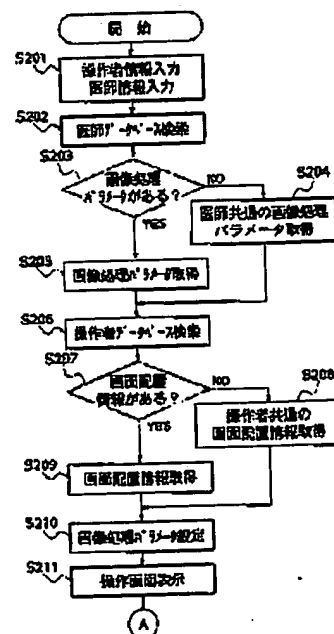 開始
S201
操作者情報入力
医師情報入力
S202
医師データベース検索
S203
画像処理
パラメータがある?
NO
S204
医師共通の画像処理
パラメータ取得
YES
S205
画像処理パラメータ取得
S206
操作者データベース検索
S207
画面配置
情報がある?
NO
S208
操作者共通の
画面配置情報取得
YES
S209
画面配置情報取得
S210
画像処理パラメータ設定
S211
操作画面表示
A